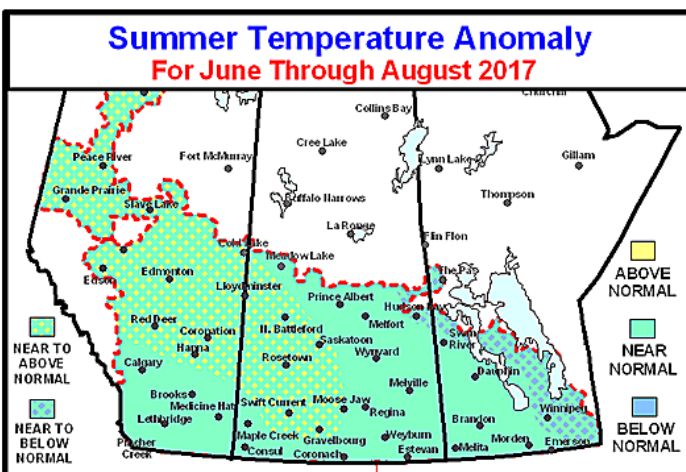 Summer Temperature Anomaly
For June Through August 2017
Collins Bay
Cree Lake
Peace River
Fort McMurray
Lynn Lake
Gillam
Grande Prairie
Slave Lake
Buffalo Narrows
Thompson
La Ronge
Flin Flon
Cold Lake
Meadow Lake
The Pas
Edson
Edmonton
Lloydminster
Prince Albert
Hudson Bay
ABOVE
NORMAL
Red Deer
Coronation
N. Battleford
Melfort
Swan
River
Saskatoon
NEAR TO
ABOVE
NORMAL
Hanna
Rosetown
Wynyard
Dauphin
NEAR
NORMAL
Calgary
Brooks
Melville
Medicine Hat
Swift Current
Moose Jaw
Regina
Winnipeg
Lethbridge
Brandon
NEAR TO
BELOW
NORMAL
Pincher
Creek
Maple Creek
Gravelbourg
Weyburn
Morden
Emerson
BELOW
NORMAL
Consul
Coronach
Estevan
Melita